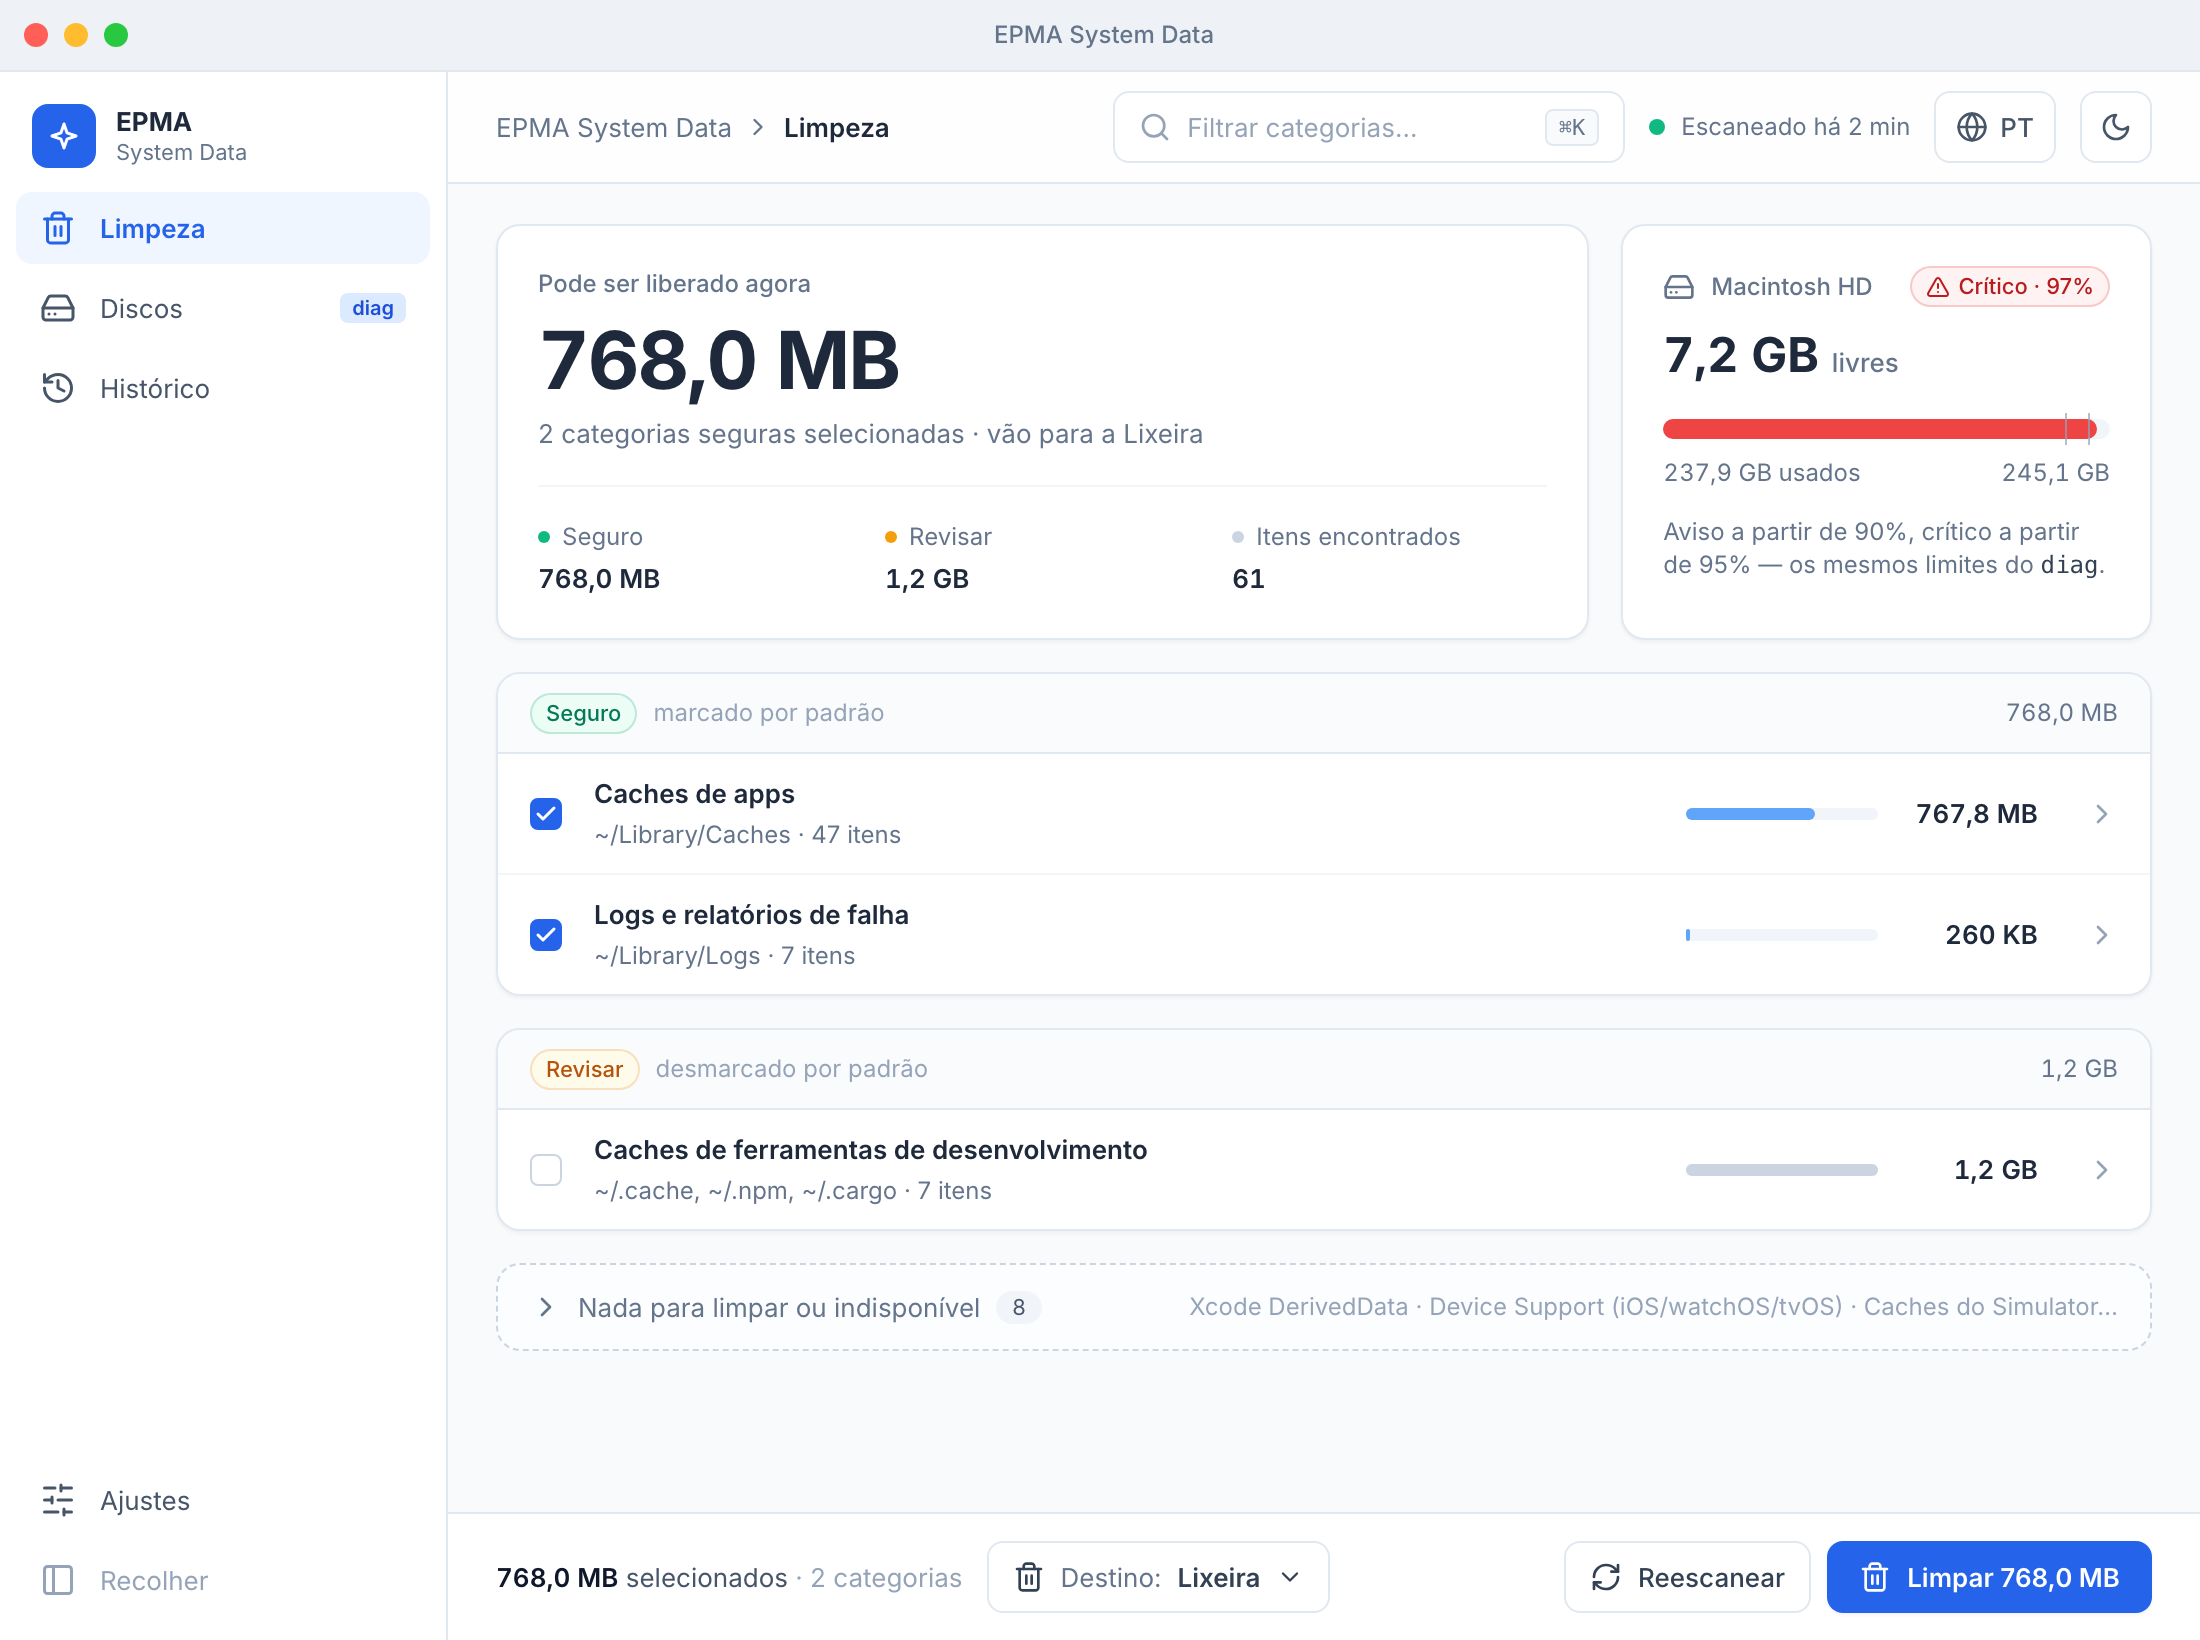 EPMA System Data
EPMA
System Data
Limpeza
Discos
diag
Histórico
Ajustes
Recolher
EPMA System Data > Limpeza
Filtrar categorias...
⌘K
Escaneado há 2 min
PT
Pode ser liberado agora
768,0 MB
2 categorias seguras selecionadas · vão para a Lixeira
Seguro
768,0 MB
Revisar
1,2 GB
Itens encontrados
61
Macintosh HD
Crítico · 97%
7,2 GB livres
237,9 GB usados
245,1 GB
Aviso a partir de 90%, crítico a partir
de 95% — os mesmos limites do diag.
Seguro
marcado por padrão
768,0 MB
Caches de apps
~/Library/Caches · 47 itens
767,8 MB
Logs e relatórios de falha
~/Library/Logs · 7 itens
260 KB
Revisar
desmarcado por padrão
1,2 GB
Caches de ferramentas de desenvolvimento
~/.cache, ~/.npm, ~/.cargo · 7 itens
1,2 GB
Nada para limpar ou indisponível
8
Xcode DerivedData · Device Support (iOS/watchOS/tvOS) · Caches do Simulator...
768,0 MB selecionados · 2 categorias
Destino: Lixeira
Reescanear
Limpar 768,0 MB